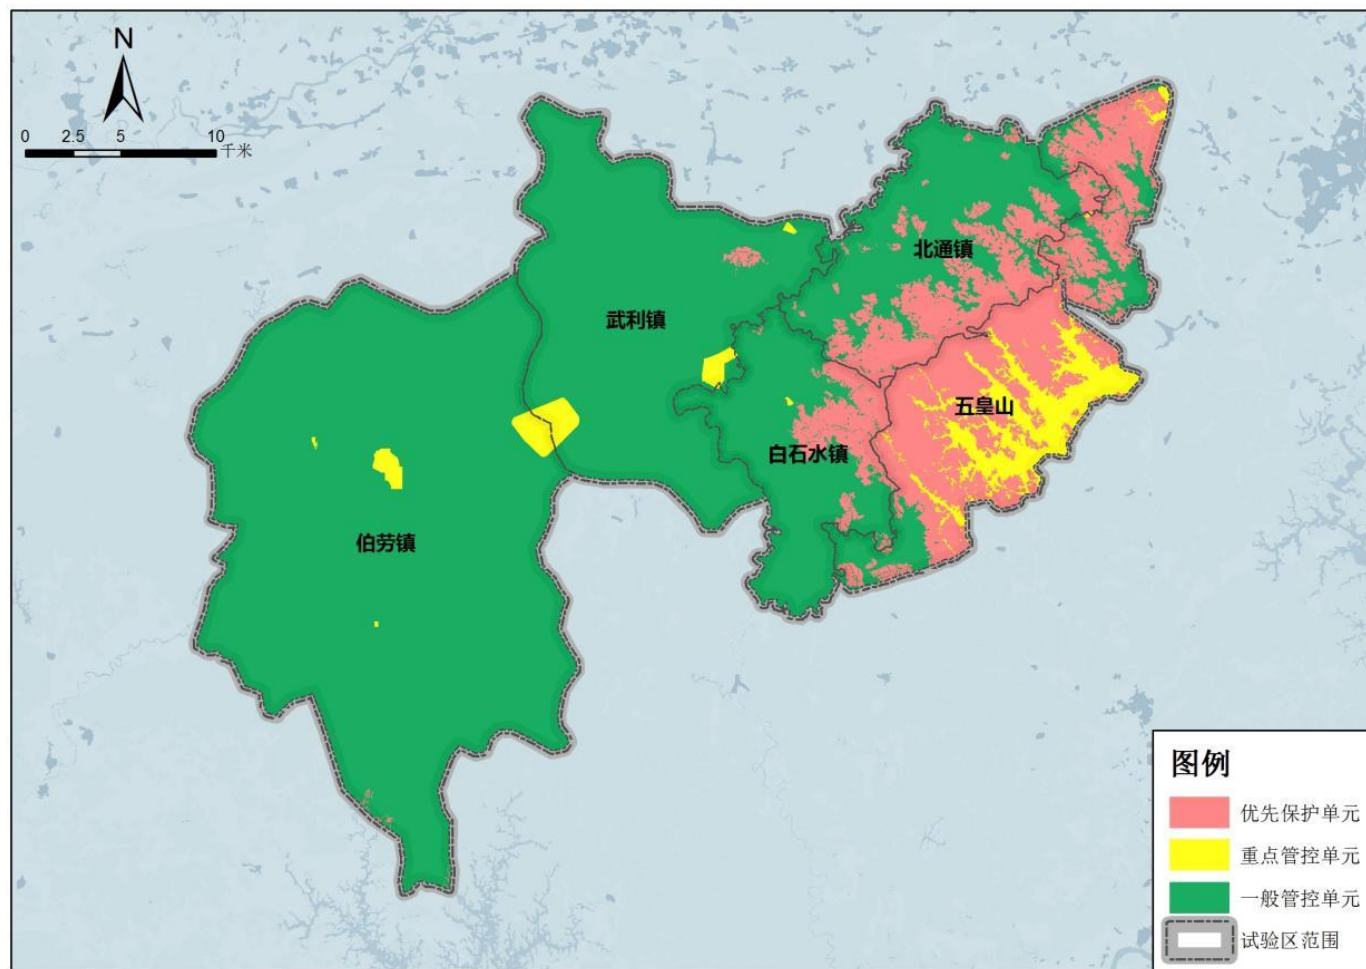 N
0 2.5 5 10
千米
北通镇
武利镇
五皇山
白石水镇
伯劳镇
图例
优先保护单元
重点管控单元
一般管控单元
试验区范围